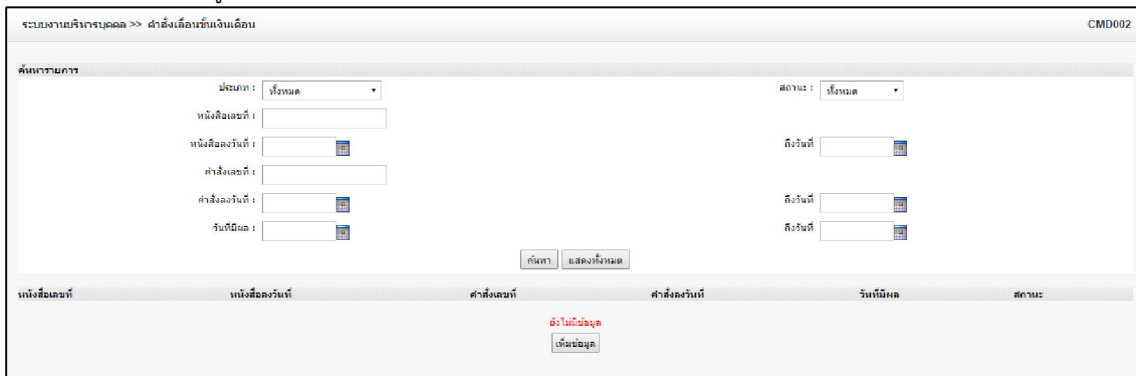 ระบบงานบริหารบุคคล >> คำสั่งเลื่อนขั้นเงินเดือน CMD002
ค้นหารายการ
ประเภท : ทั้งหมด สถานะ : ทั้งหมด
หนังสือเลขที่ :
หนังสือลงวันที่ : ถึงวันที่
คำสั่งเลขที่ :
คำสั่งลงวันที่ : ถึงวันที่
วันที่มีผล : ถึงวันที่
ค้นหา แสดงทั้งหมด
หนังสือเลขที่ หนังสือลงวันที่ คำสั่งเลขที่ คำสั่งลงวันที่ วันที่มีผล สถานะ
ยังไม่มีข้อมูล
เพิ่มข้อมูล